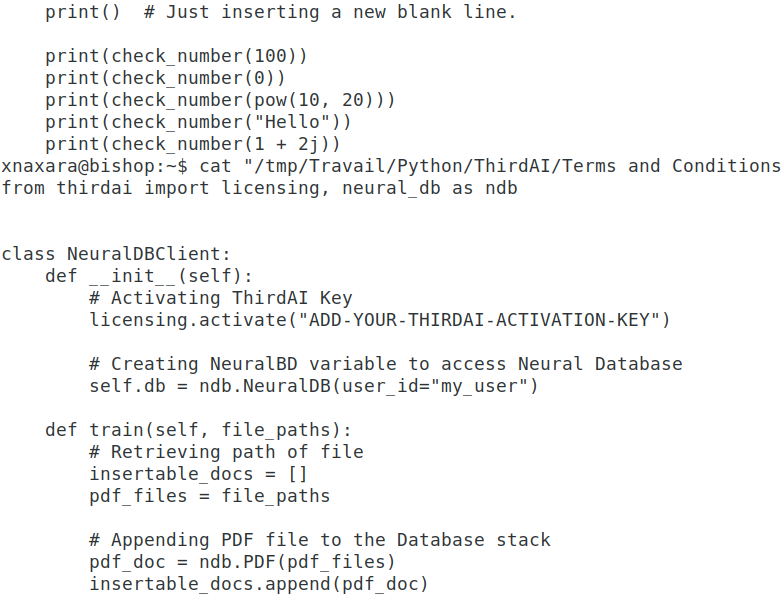 print()  # Just inserting a new blank line.

    print(check_number(100))
    print(check_number(0))
    print(check_number(pow(10, 20)))
    print(check_number("Hello"))
    print(check_number(1 + 2j))
xnaxara@bishop:~$ cat "/tmp/Travail/Python/ThirdAI/Terms and Conditions
from thirdai import licensing, neural_db as ndb


class NeuralDBClient:
    def __init__(self):
        # Activating ThirdAI Key
        licensing.activate("ADD-YOUR-THIRDAI-ACTIVATION-KEY")

        # Creating NeuralBD variable to access Neural Database
        self.db = ndb.NeuralDB(user_id="my_user")

    def train(self, file_paths):
        # Retrieving path of file
        insertable_docs = []
        pdf_files = file_paths

        # Appending PDF file to the Database stack
        pdf_doc = ndb.PDF(pdf_files)
        insertable_docs.append(pdf_doc)